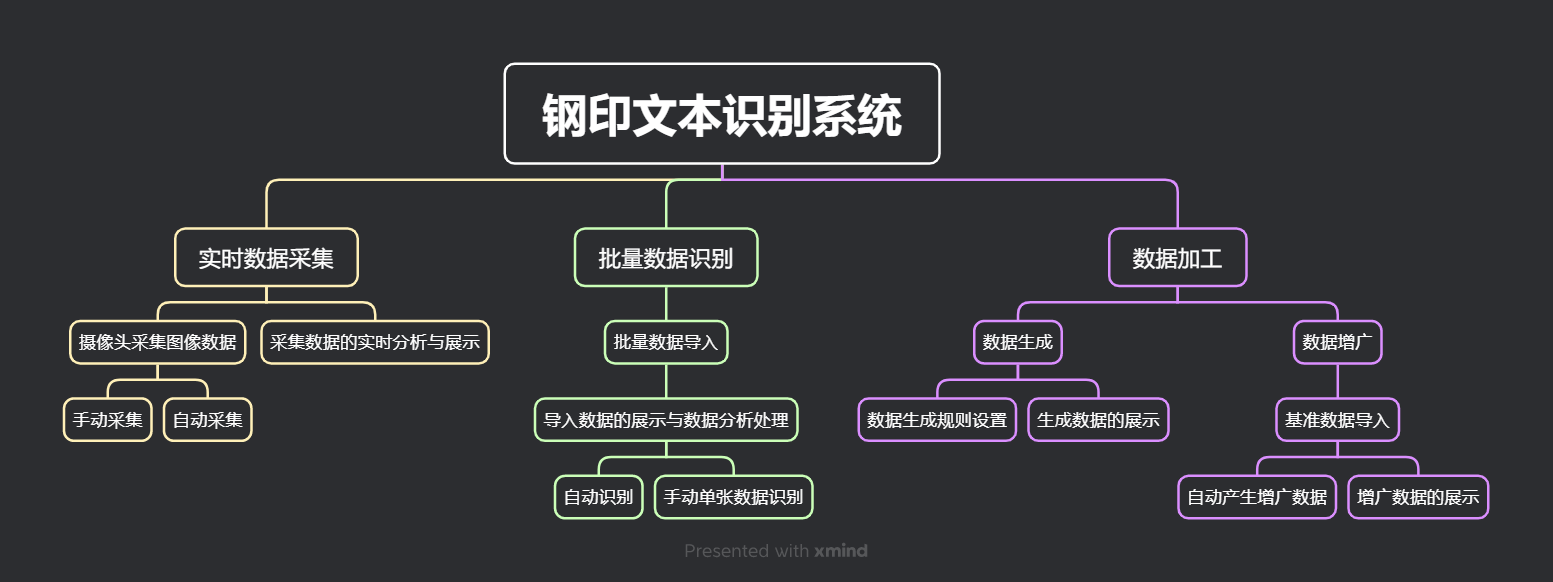 钢印文本识别系统
实时数据采集
批量数据识别
数据加工
摄像头采集图像数据
采集数据的实时分析与展示
批量数据导入
数据生成
数据增广
手动采集
自动采集
导入数据的展示与数据分析处理
数据生成规则设置
生成数据的展示
基准数据导入
自动识别
手动单张数据识别
自动产生增广数据
增广数据的展示
Presented with xmind